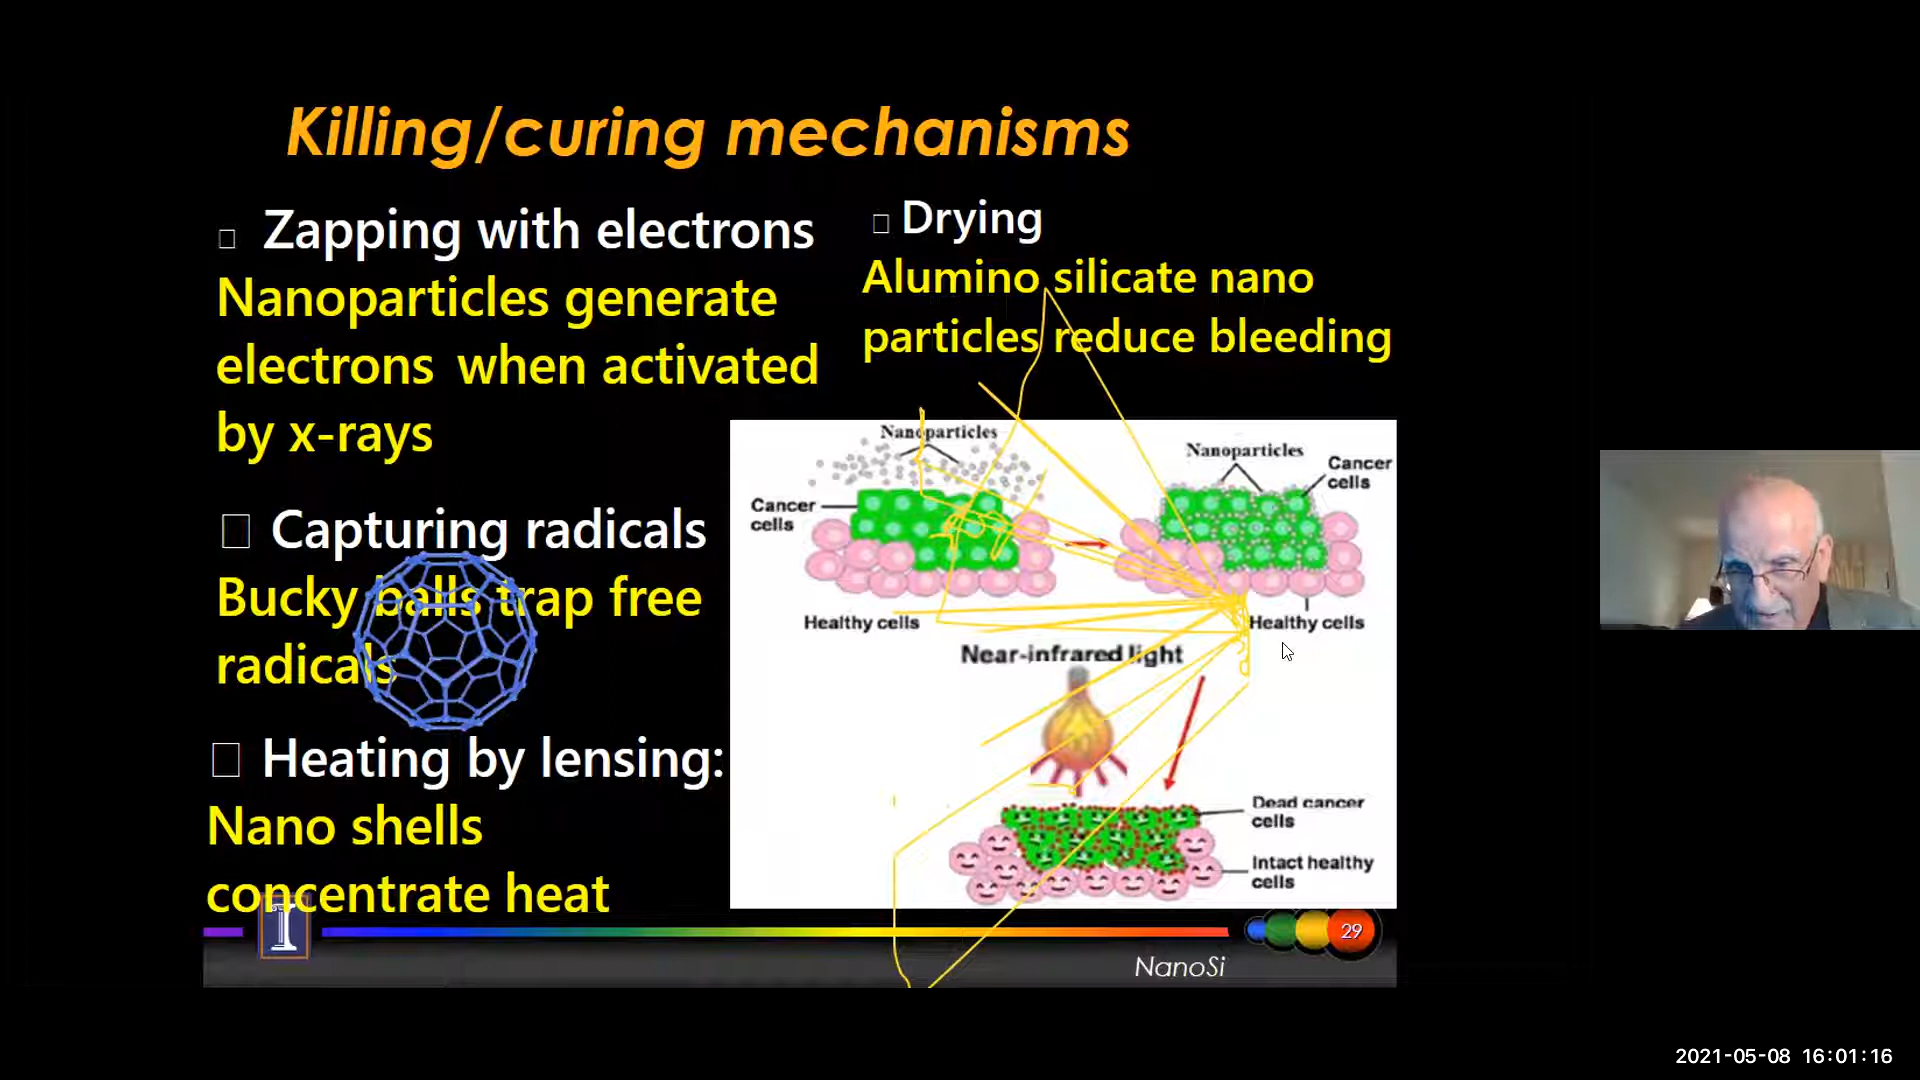 Killing/curing mechanisms
Zapping with electrons
Nanoparticles generate
electrons when activated
by x-rays
Capturing radicals
Bucky balls trap free
radicals
Heating by lensing:
Nano shells
concentrate heat
Drying
Alumino silicate nano
particles reduce bleeding
Nanoparticles
Cancer
cells
Healthy cells
Nanoparticles
Cancer
cells
Healthy cells
Near-infrared light
Dead cancer
cells
Intact healthy
cells
I
29
NanoSi
2021-05-08 16:01:16